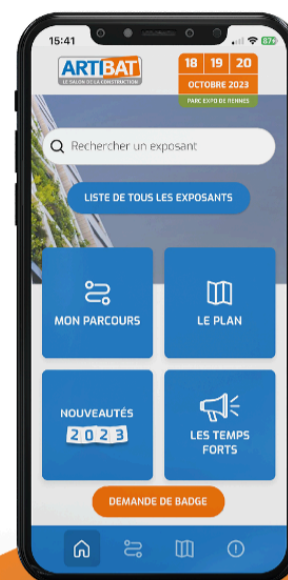 15:41
87
ARTIBAT
LE SALON DE LA CONSTRUCTION
18 19 20
OCTOBRE 2023
PARC EXPO DE RENNES
Rechercher un exposant
LISTE DE TOUS LES EXPOSANTS
MON PARCOURS
LE PLAN
NOUVEAUTÉS
2023
LES TEMPS
FORTS
DEMANDE DE BADGE